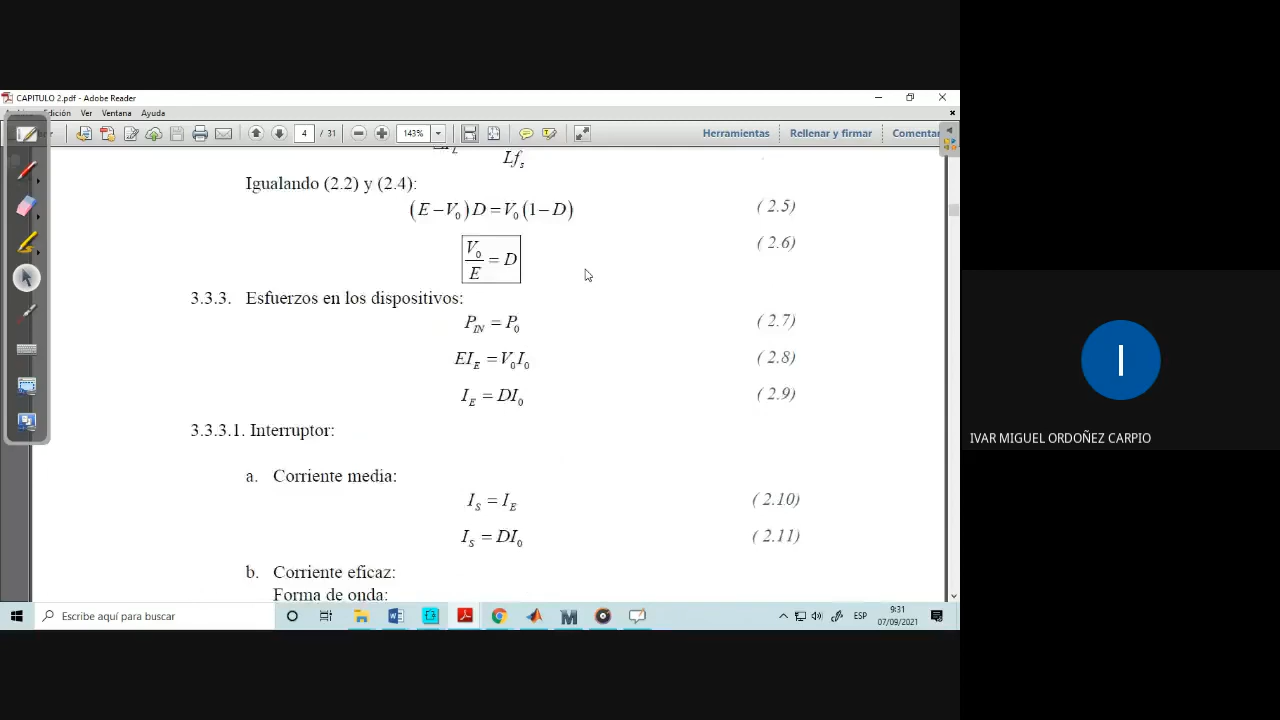 CAPITULO 2.pdf - Adobe Reader
Edición Ver Ventana Ayuda
4 / 31 143% Herramientas Rellenar y firmar Comentar
Lf_s
Igualando (2.2) y (2.4):
(E − V_0) D = V_0 (1 − D) ( 2.5)
V_0 / E = D ( 2.6)
3.3.3. Esfuerzos en los dispositivos:
P_IN = P_0 ( 2.7)
EI_E = V_0 I_0 ( 2.8)
I_E = DI_0 ( 2.9)
3.3.3.1. Interruptor:
a. Corriente media:
I_S = I_E ( 2.10)
I_S = DI_0 ( 2.11)
b. Corriente eficaz:
Forma de onda:
Escribe aquí para buscar
ESP
9:31
07/09/2021
I
IVAR MIGUEL ORDOÑEZ CARPIO